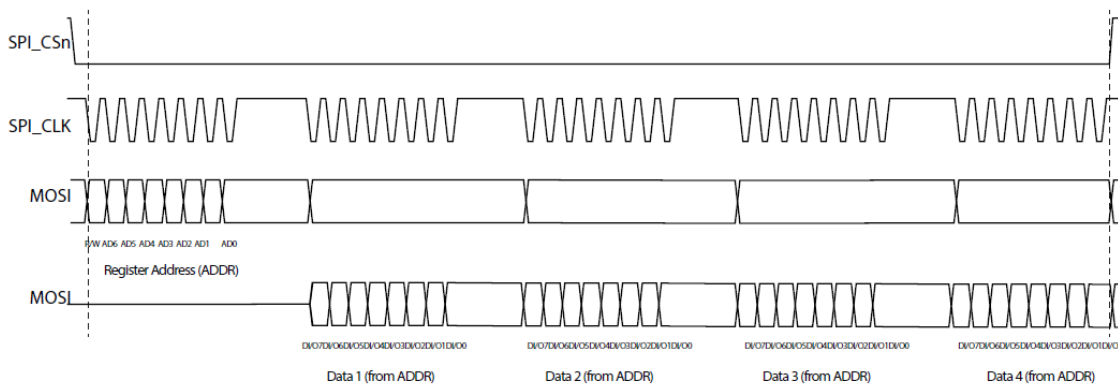 SPI_CSn
SPI_CLK
MOSI
R/W AD6 AD5 AD4 AD3 AD2 AD1 AD0
Register Address (ADDR)
MOSI
DI/O7DI/O6DI/O5DI/O4DI/O3DI/O2DI/O1DI/O0 DI/O7DI/O6DI/O5DI/O4DI/O3DI/O2DI/O1DI/O0 DI/O7DI/O6DI/O5DI/O4DI/O3DI/O2DI/O1DI/O0 DI/O7DI/O6DI/O5DI/O4DI/O3DI/O2DI/O1DI/O
Data 1 (from ADDR) Data 2 (from ADDR) Data 3 (from ADDR) Data 4 (from ADDR)